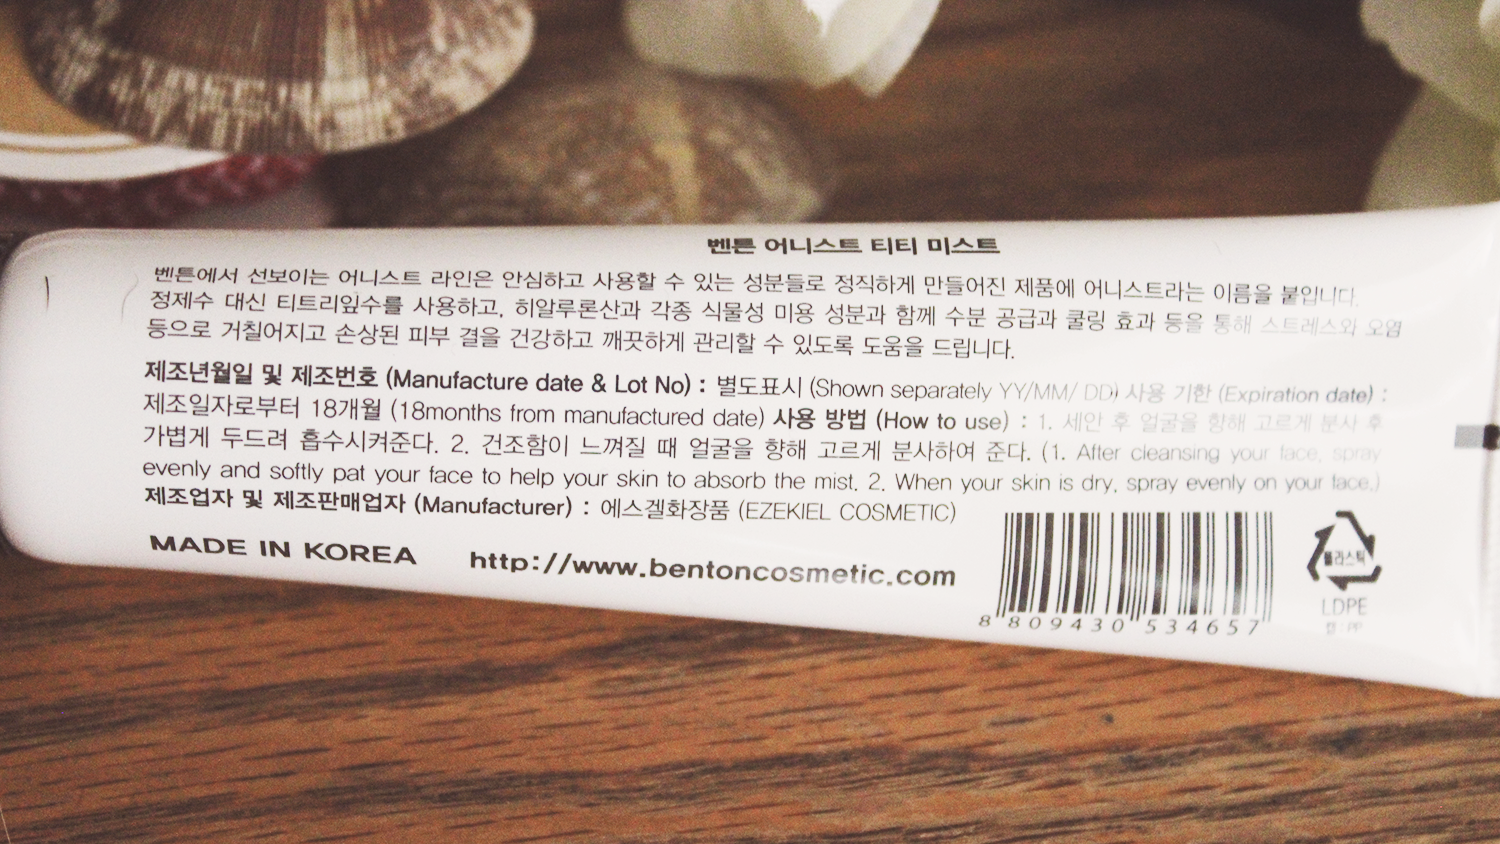 벤튼 어니스트 티티 미스트
벤튼에서 선보이는 어니스트 라인은 안심하고 사용할 수 있는 성분들로 정직하게 만들어진 제품에 어니스트라는 이름을 붙입니다.
정제수 대신 티트리잎수를 사용하고, 히알루론산과 각종 식물성 미용 성분과 함께 수분 공급과 쿨링 효과 등을 통해 스트레스와 오염
등으로 거칠어지고 손상된 피부 결을 건강하고 깨끗하게 관리할 수 있도록 도움을 드립니다.
제조년월일 및 제조번호 (Manufacture date & Lot No) : 별도표시 (Shown separately YY/MM/ DD) 사용 기한 (Expiration date) :
제조일자로부터 18개월 (18months from manufactured date) 사용 방법 (How to use) : 1. 세안 후 얼굴을 향해 고르게 분사 후
가볍게 두드려 흡수시켜준다. 2. 건조함이 느껴질 때 얼굴을 향해 고르게 분사하여 준다. (1. After cleansing your face, spray
evenly and softly pat your face to help your skin to absorb the mist. 2. When your skin is dry, spray evenly on your face.)
제조업자 및 제조판매업자 (Manufacturer) : 에스겔화장품 (EZEKIEL COSMETIC)
MADE IN KOREA http://www.bentoncosmetic.com
8 809430 534657
플라스틱
LDPE
캡 : PP